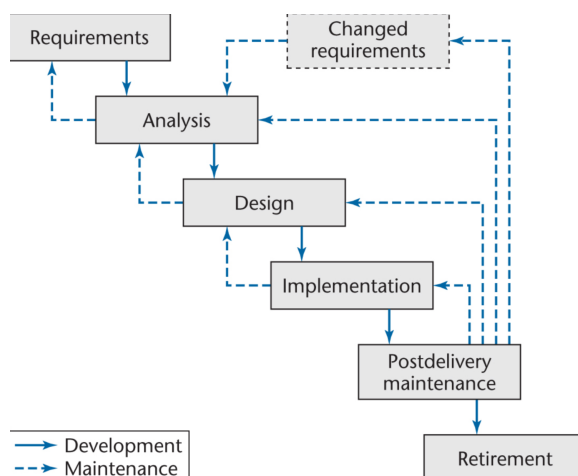 Requirements
Changed
requirements
Analysis
Design
Implementation
Postdelivery
maintenance
Development
Maintenance
Retirement